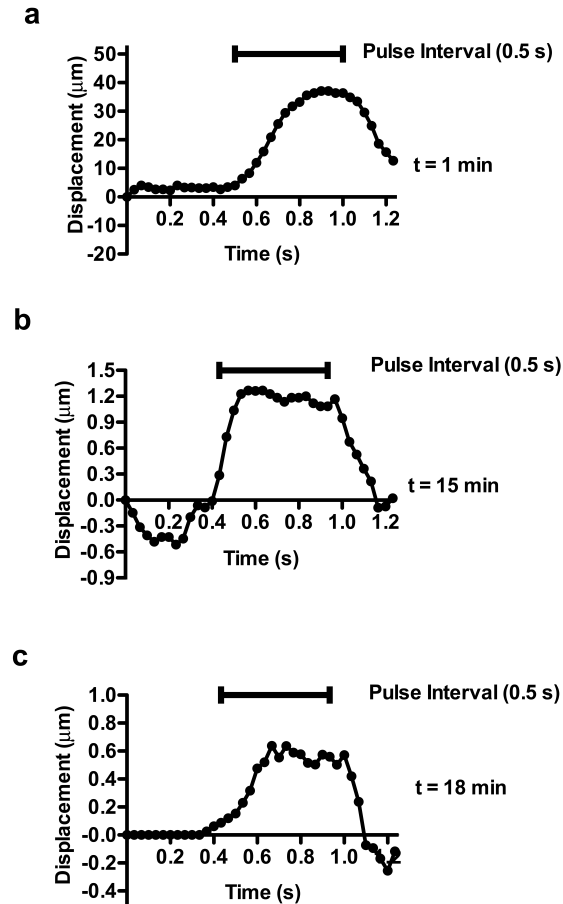 a
Pulse Interval (0.5 s)
Displacement (μm)
50
40
30
20
10
0
-10
-20
0.2 0.4 0.6 0.8 1.0 1.2
Time (s)
t = 1 min
b
Pulse Interval (0.5 s)
Displacement (μm)
1.5
1.2
0.9
0.6
0.3
0.0
-0.3
-0.6
-0.9
0.2 0.4 0.6 0.8 1.0 1.2
Time (s)
t = 15 min
c
Pulse Interval (0.5 s)
Displacement (μm)
1.0
0.8
0.6
0.4
0.2
-0.0
-0.2
-0.4
0.2 0.4 0.6 0.8 1.0 1.2
Time (s)
t = 18 min